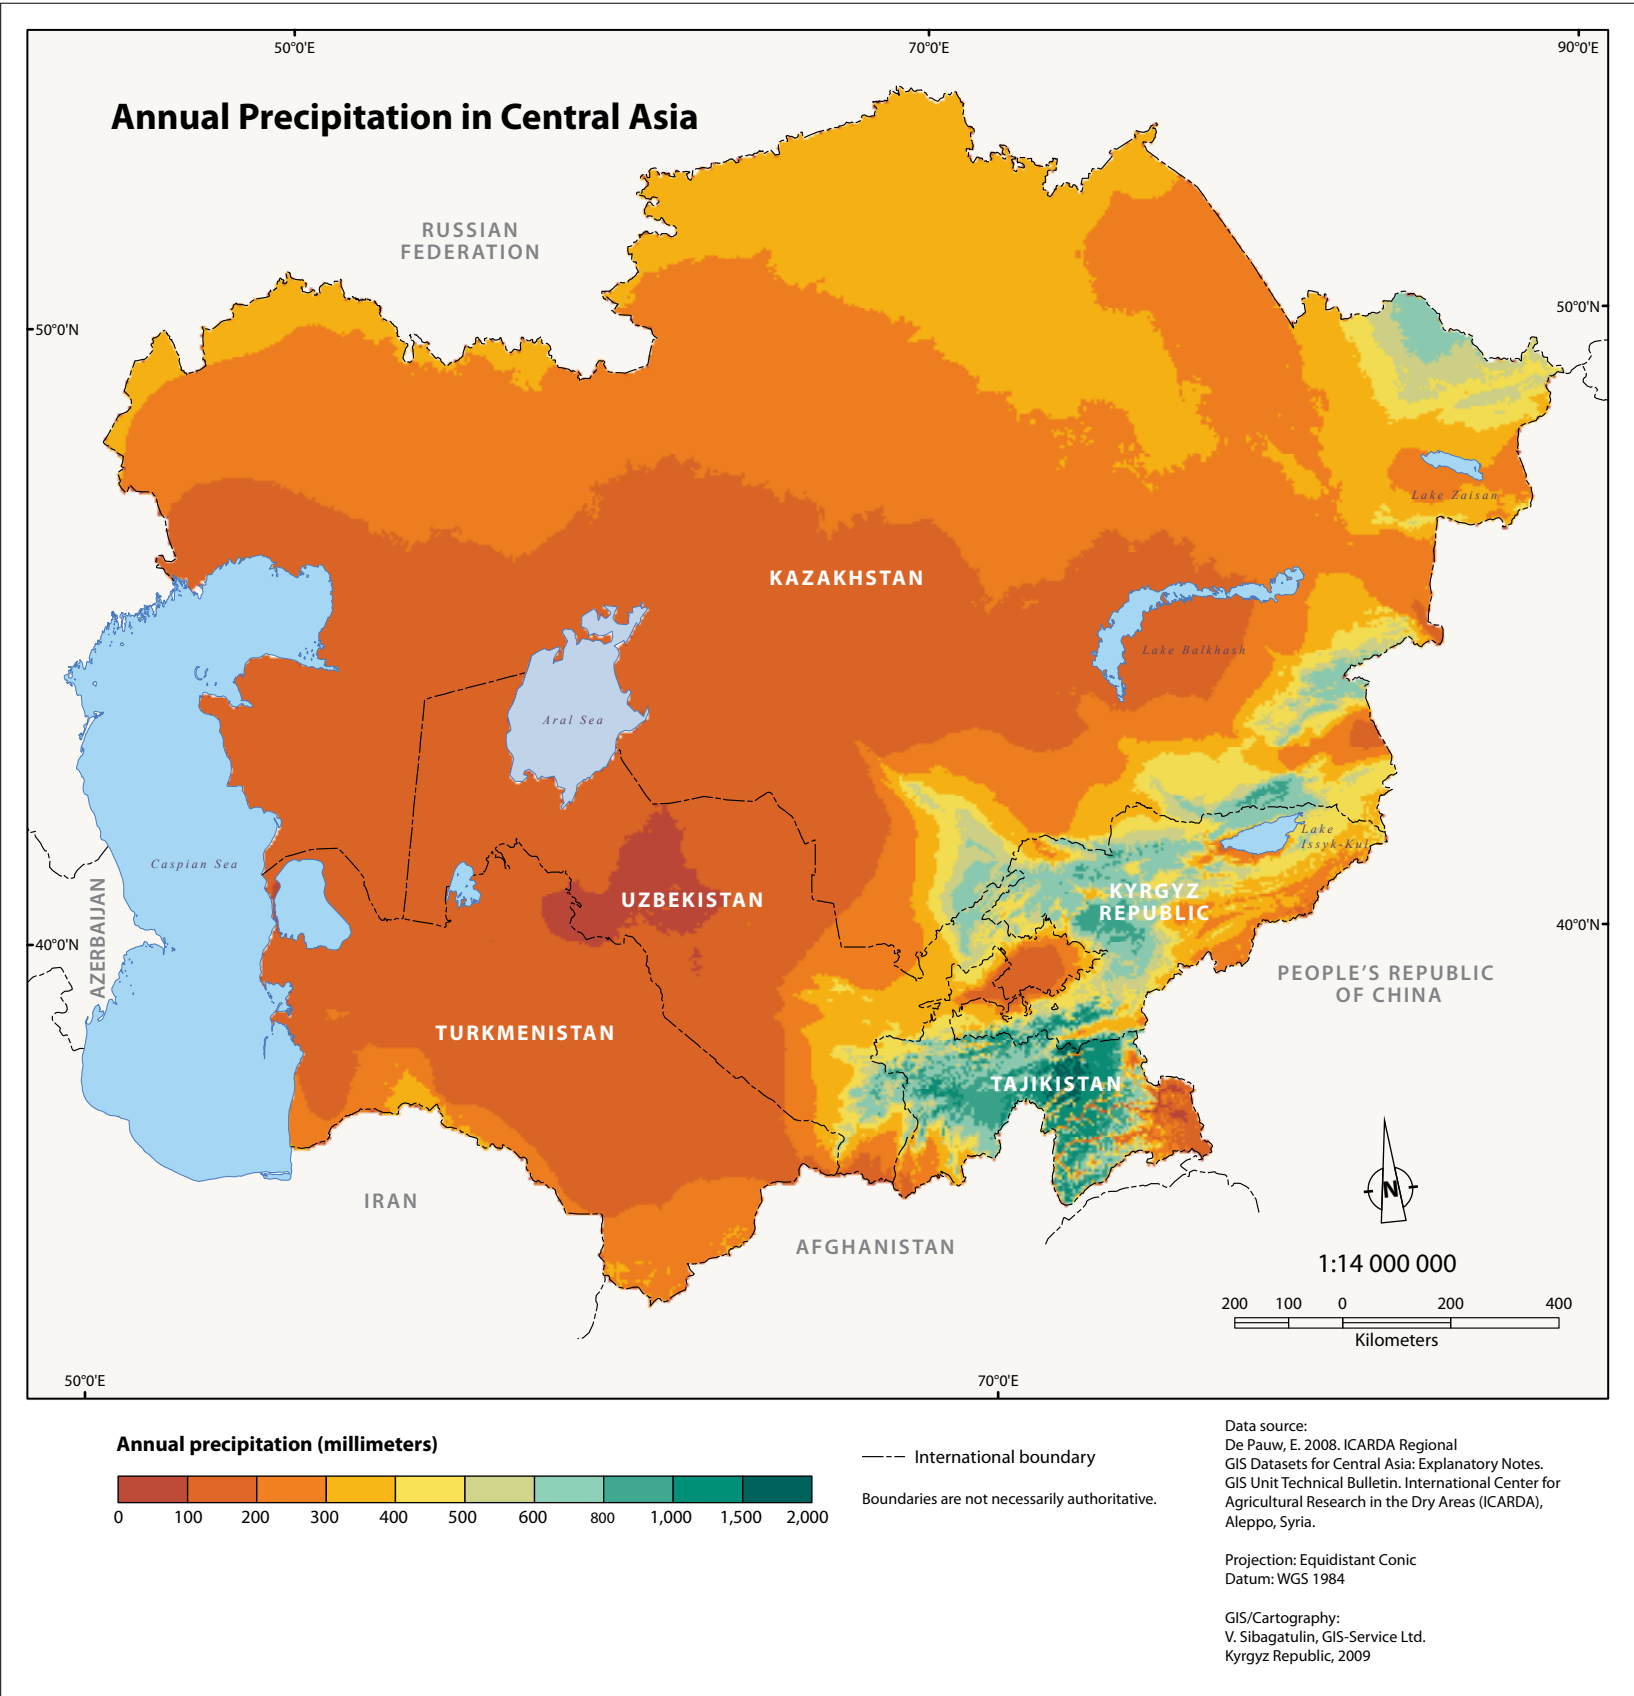 50°0'E
70°0'E
90°0'E
Annual Precipitation in Central Asia
RUSSIAN
FEDERATION
50°0'N
50°0'N
Lake Zaisan
KAZAKHSTAN
Lake Balkhash
Aral Sea
Caspian Sea
Lake
Issyk-Kul
UZBEKISTAN
KYRGYZ
REPUBLIC
AZERBAIJAN
40°0'N
40°0'N
PEOPLE'S REPUBLIC
OF CHINA
TURKMENISTAN
TAJIKISTAN
IRAN
AFGHANISTAN
N
1:14 000 000
200 100 0 200 400
Kilometers
50°0'E
70°0'E
Annual precipitation (millimeters)
0 100 200 300 400 500 600 800 1,000 1,500 2,000
International boundary
Boundaries are not necessarily authoritative.
Data source:
De Pauw, E. 2008. ICARDA Regional
GIS Datasets for Central Asia: Explanatory Notes.
GIS Unit Technical Bulletin. International Center for
Agricultural Research in the Dry Areas (ICARDA),
Aleppo, Syria.
Projection: Equidistant Conic
Datum: WGS 1984
GIS/Cartography:
V. Sibagatulin, GIS-Service Ltd.
Kyrgyz Republic, 2009